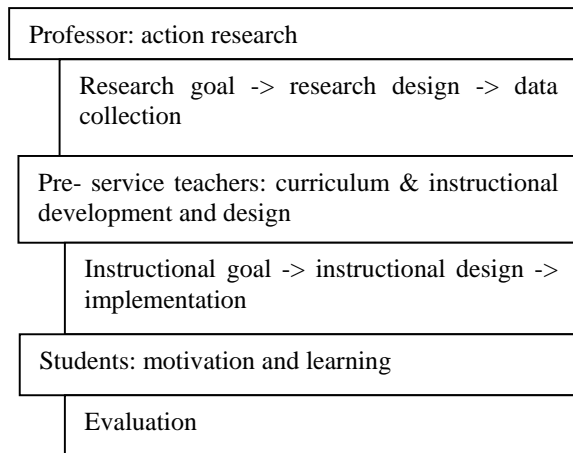 Professor: action research
Research goal -> research design -> data
collection
Pre- service teachers: curriculum & instructional
development and design
Instructional goal -> instructional design ->
implementation
Students: motivation and learning
Evaluation